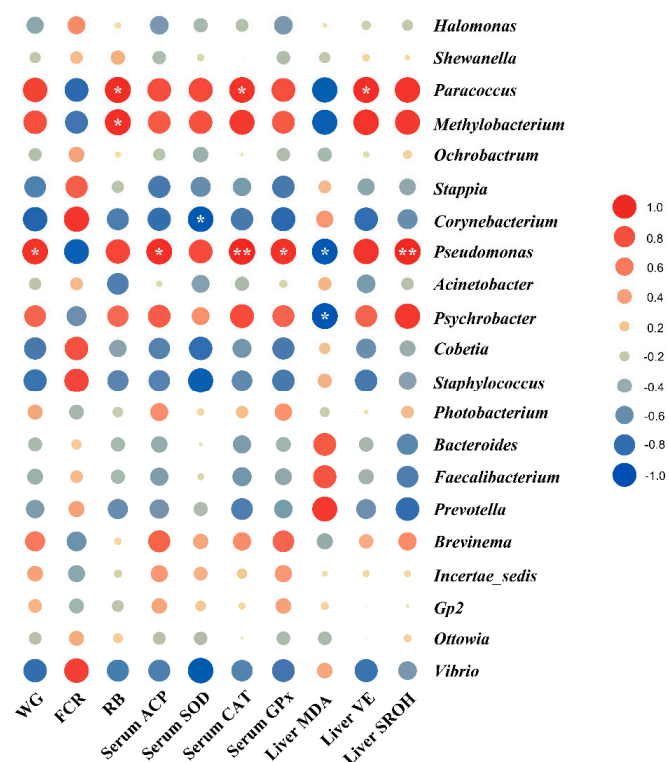 Halomonas
Shewanella
* * * Paracoccus
* Methylobacterium
Ochrobactrum
Stappia
* Corynebacterium
* * ** * * ** Pseudomonas
Acinetobacter
* Psychrobacter
Cobetia
Staphylococcus
Photobacterium
Bacteroides
Faecalibacterium
Prevotella
Brevinema
Incertae_sedis
Gp2
Ottowia
Vibrio
WG
FCR
RB
Serum ACP
Serum SOD
Serum CAT
Serum GPx
Liver MDA
Liver VE
Liver SROH
1.0
0.8
0.6
0.4
0.2
-0.2
-0.4
-0.6
-0.8
-1.0